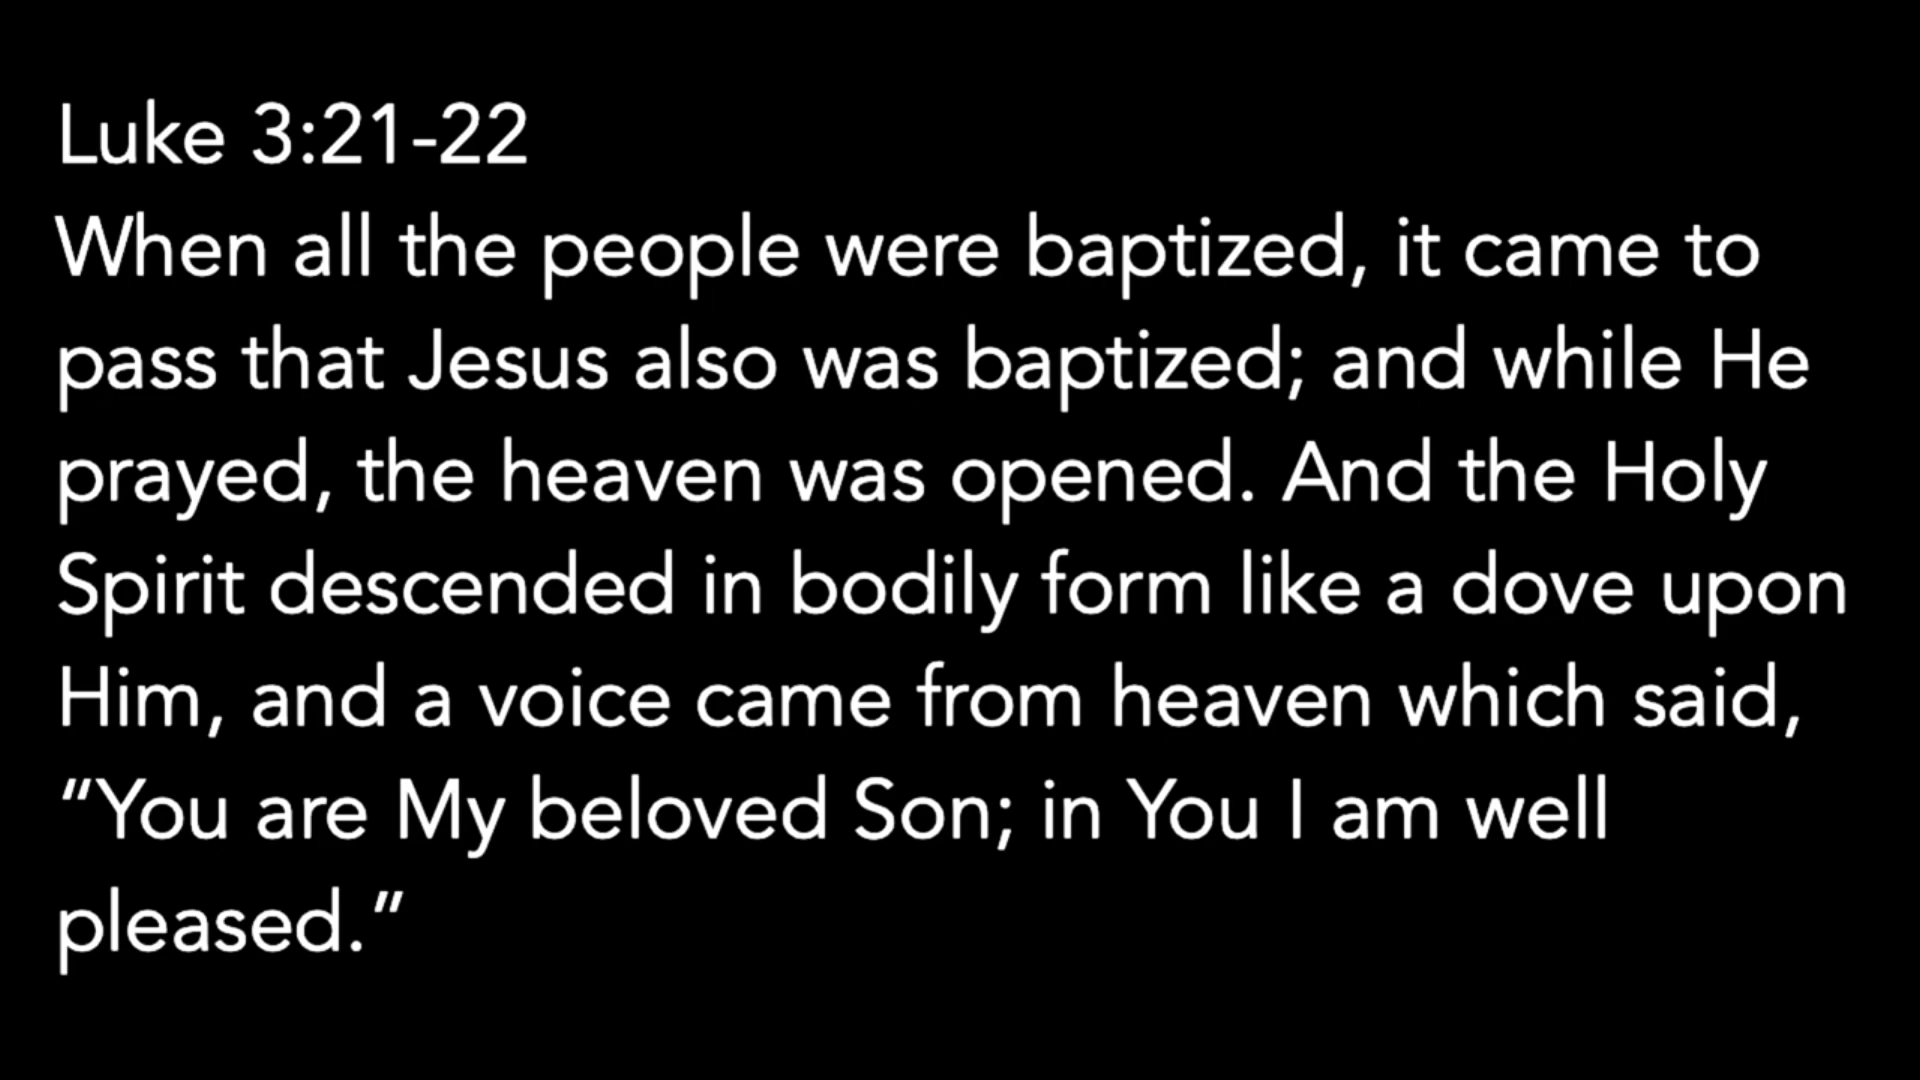 Luke 3:21-22
When all the people were baptized, it came to
pass that Jesus also was baptized; and while He
prayed, the heaven was opened. And the Holy
Spirit descended in bodily form like a dove upon
Him, and a voice came from heaven which said,
“You are My beloved Son; in You I am well
pleased.”